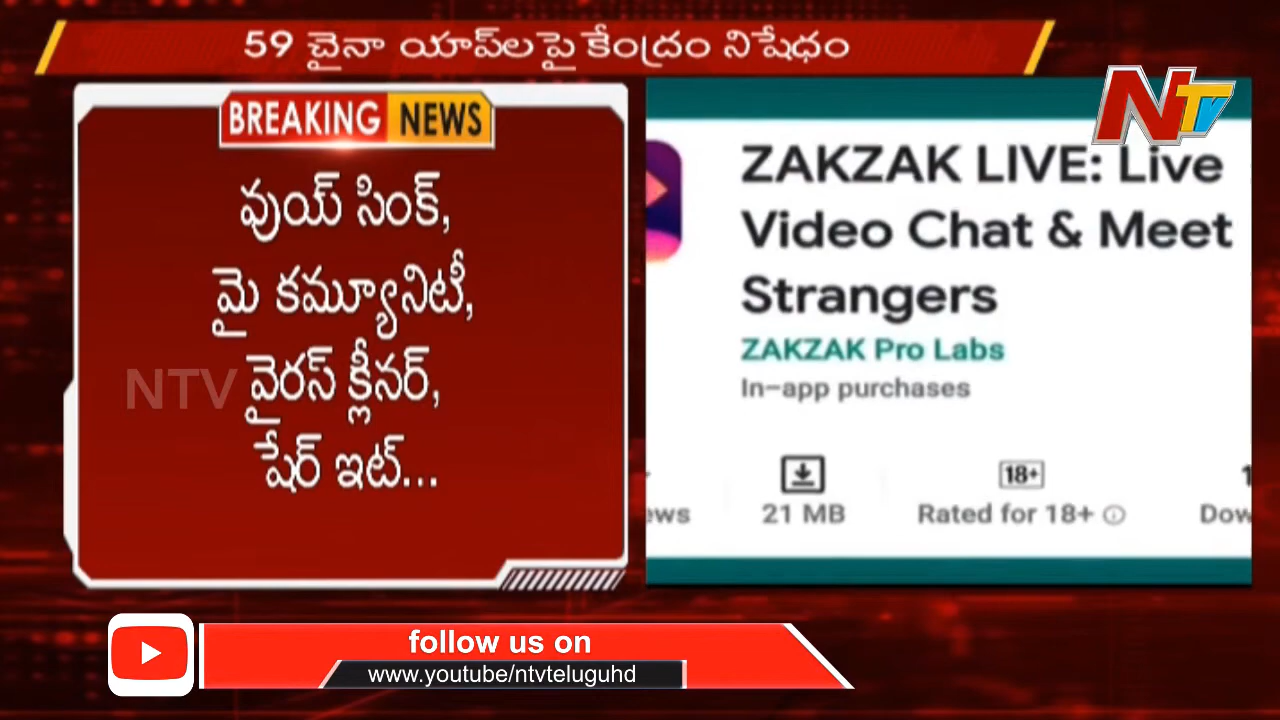 59 చైనా యాప్‌లపై కేంద్రం నిషేధం
NTV
BREAKING NEWS
వుయ్ సింక్,
మై కమ్యూనిటీ,
NTV
వైరస్ క్లీనర్,
షేర్ ఇట్...
ZAKZAK LIVE: Live
Video Chat & Meet
Strangers
ZAKZAK Pro Labs
In-app purchases
18+
21 MB
Rated for 18+
follow us on
www.youtube/ntvteluguhd